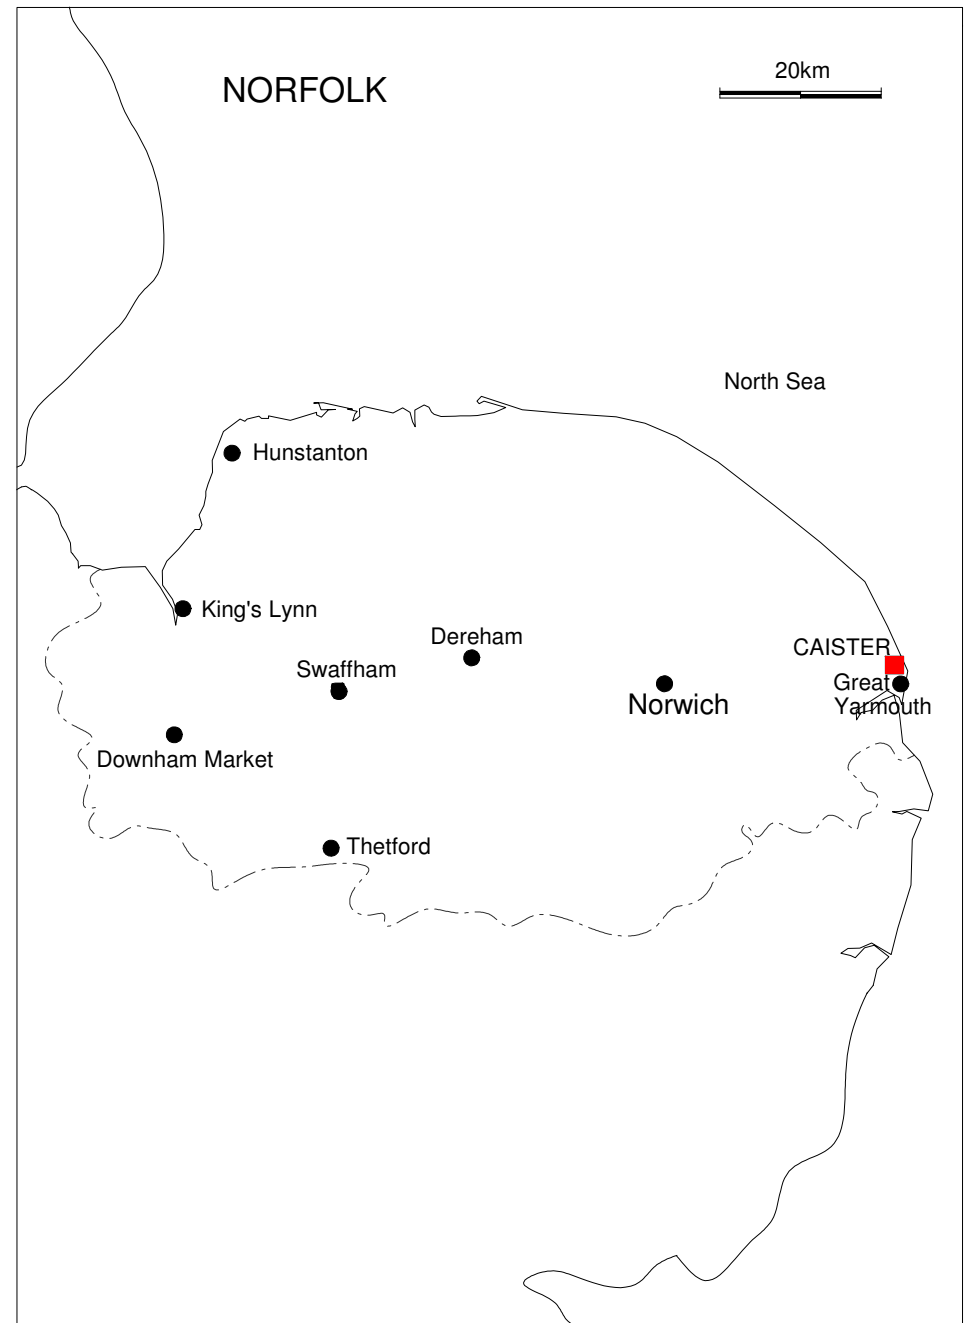 20km
NORFOLK
North Sea
Hunstanton
King's Lynn
Dereham
CAISTER
Swaffham
Great
Yarmouth
Norwich
Downham Market
Thetford